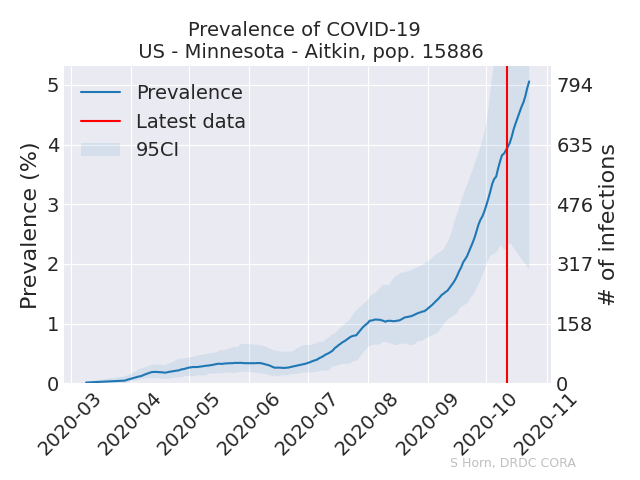 Prevalence of COVID-19
US - Minnesota - Aitkin, pop. 15886
Prevalence
Latest data
95CI
Prevalence (%)
5
4
3
2
1
0
794
635
476
317
158
0
# of infections
2020-03
2020-04
2020-05
2020-06
2020-07
2020-08
2020-09
2020-10
2020-11
S Horn, DRDC CORA